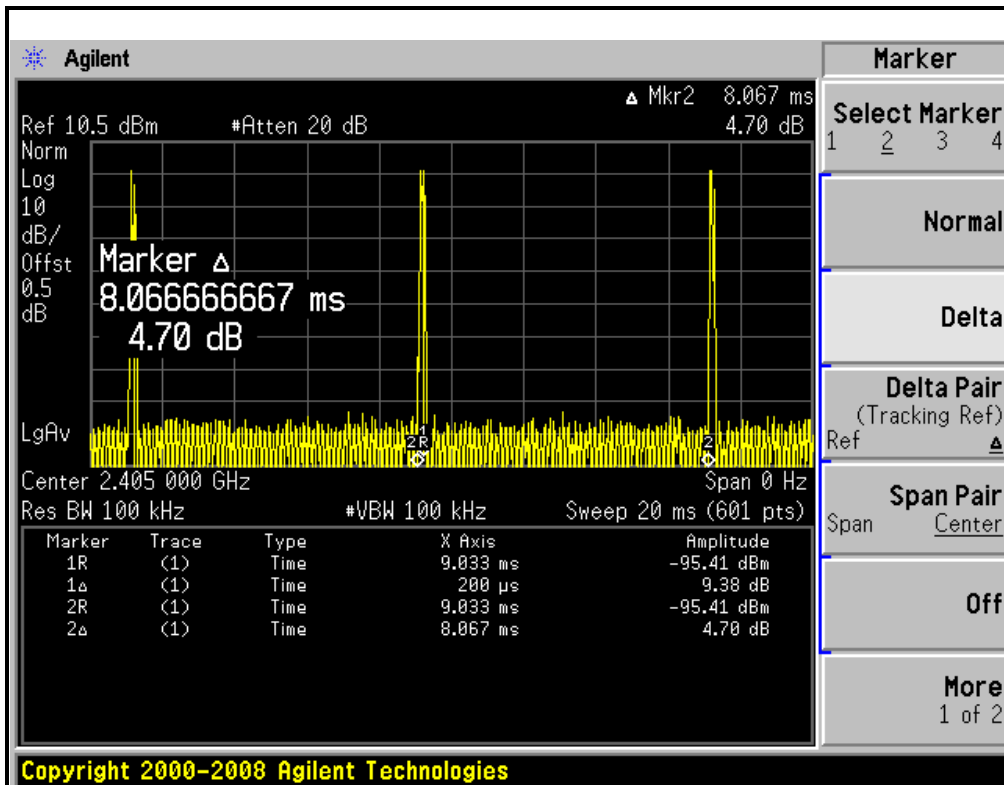 Agilent
Marker
Δ Mkr2 8.067 ms
Ref 10.5 dBm #Atten 20 dB 4.70 dB
Norm
Log
10
dB/
Offst
0.5
dB
Marker Δ
8.066666667 ms
4.70 dB
LgAv
2R 1 2
Center 2.405 000 GHz Span 0 Hz
Res BW 100 kHz #VBW 100 kHz Sweep 20 ms (601 pts)
Marker Trace Type X Axis Amplitude
1R (1) Time 9.033 ms -95.41 dBm
1Δ (1) Time 200 µs 9.38 dB
2R (1) Time 9.033 ms -95.41 dBm
2Δ (1) Time 8.067 ms 4.70 dB
Select Marker
1 2 3 4
Normal
Delta
Delta Pair
(Tracking Ref)
Ref Δ
Span Pair
Span Center
Off
More
1 of 2
Copyright 2000-2008 Agilent Technologies